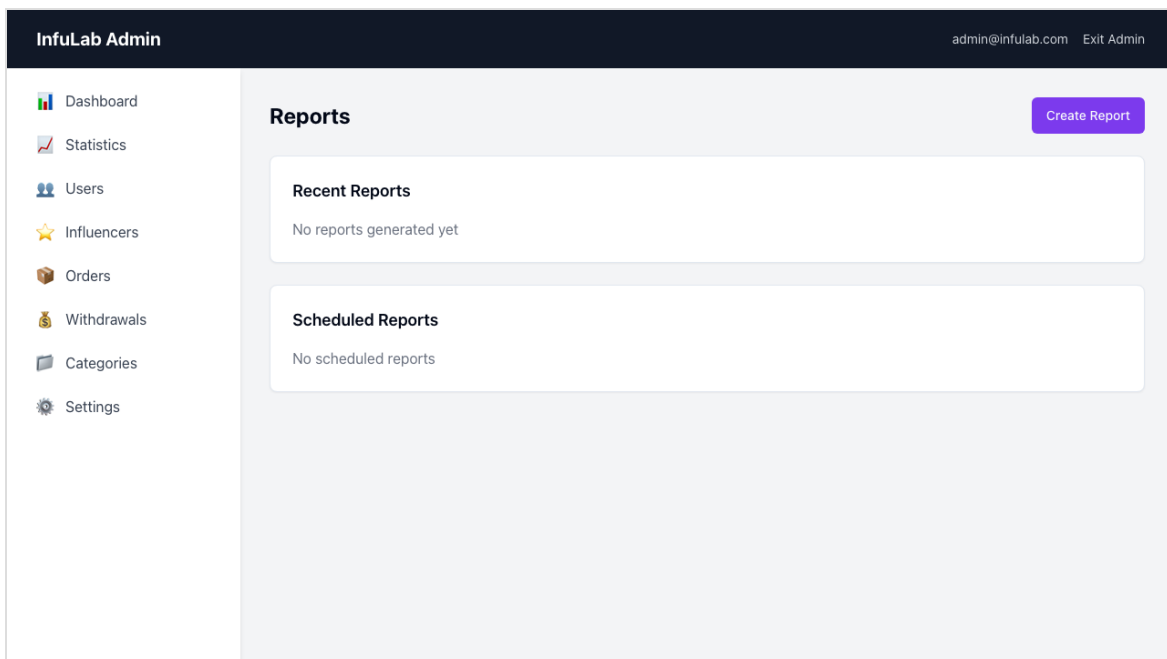 InfuLab Admin
admin@infulab.com Exit Admin
Dashboard
Statistics
Users
Influencers
Orders
Withdrawals
Categories
Settings
Reports
Create Report
Recent Reports
No reports generated yet
Scheduled Reports
No scheduled reports